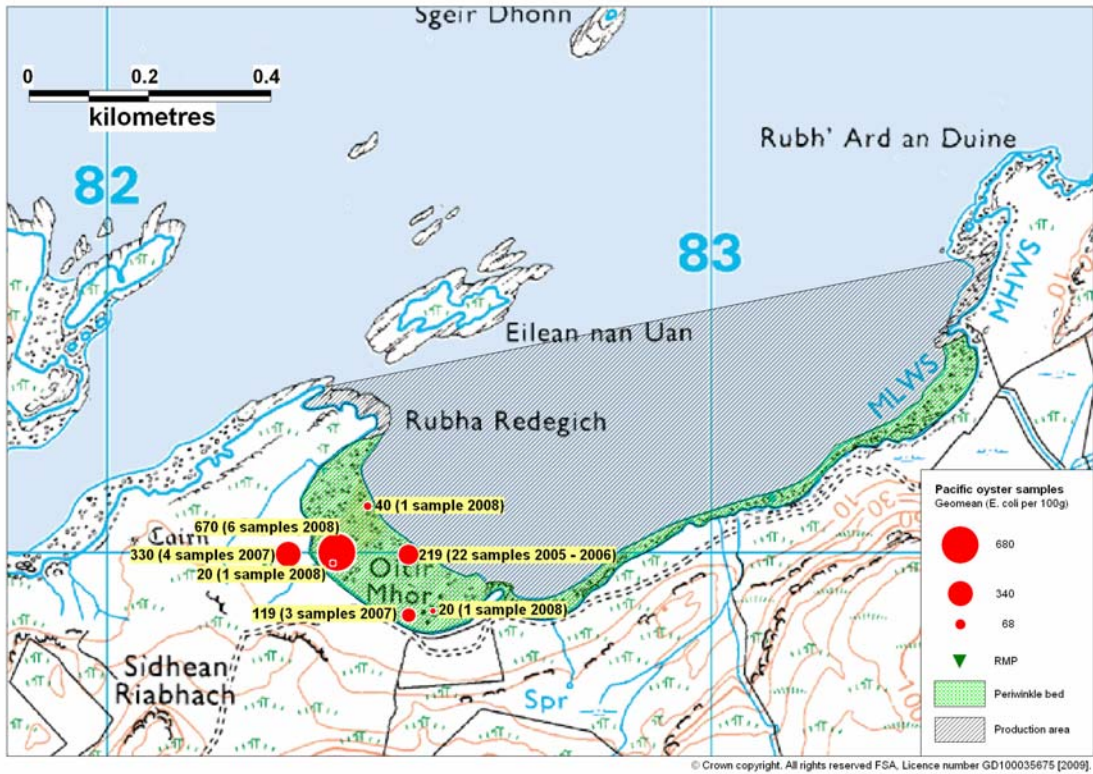 Sgeir Dhonn
0 0.2 0.4
kilometres
Rubh' Ard an Duine
82
83
MHWS
10
Eilean nan Uan
MLWS
Rubha Redegich
40 (1 sample 2008)
670 (6 samples 2008)
Cairn
330 (4 samples 2007)
219 (22 samples 2005 - 2006)
20 (1 sample 2008)
Oitir
Mhor
119 (3 samples 2007)
20 (1 sample 2008)
Sidhean
Riabhach
Spr
10
30
Pacific oyster samples
Geomean (E. coli per 100g)
680
340
68
RMP
Periwinkle bed
Production area
© Crown copyright. All rights reserved FSA, Licence number GD100035675 [2009].